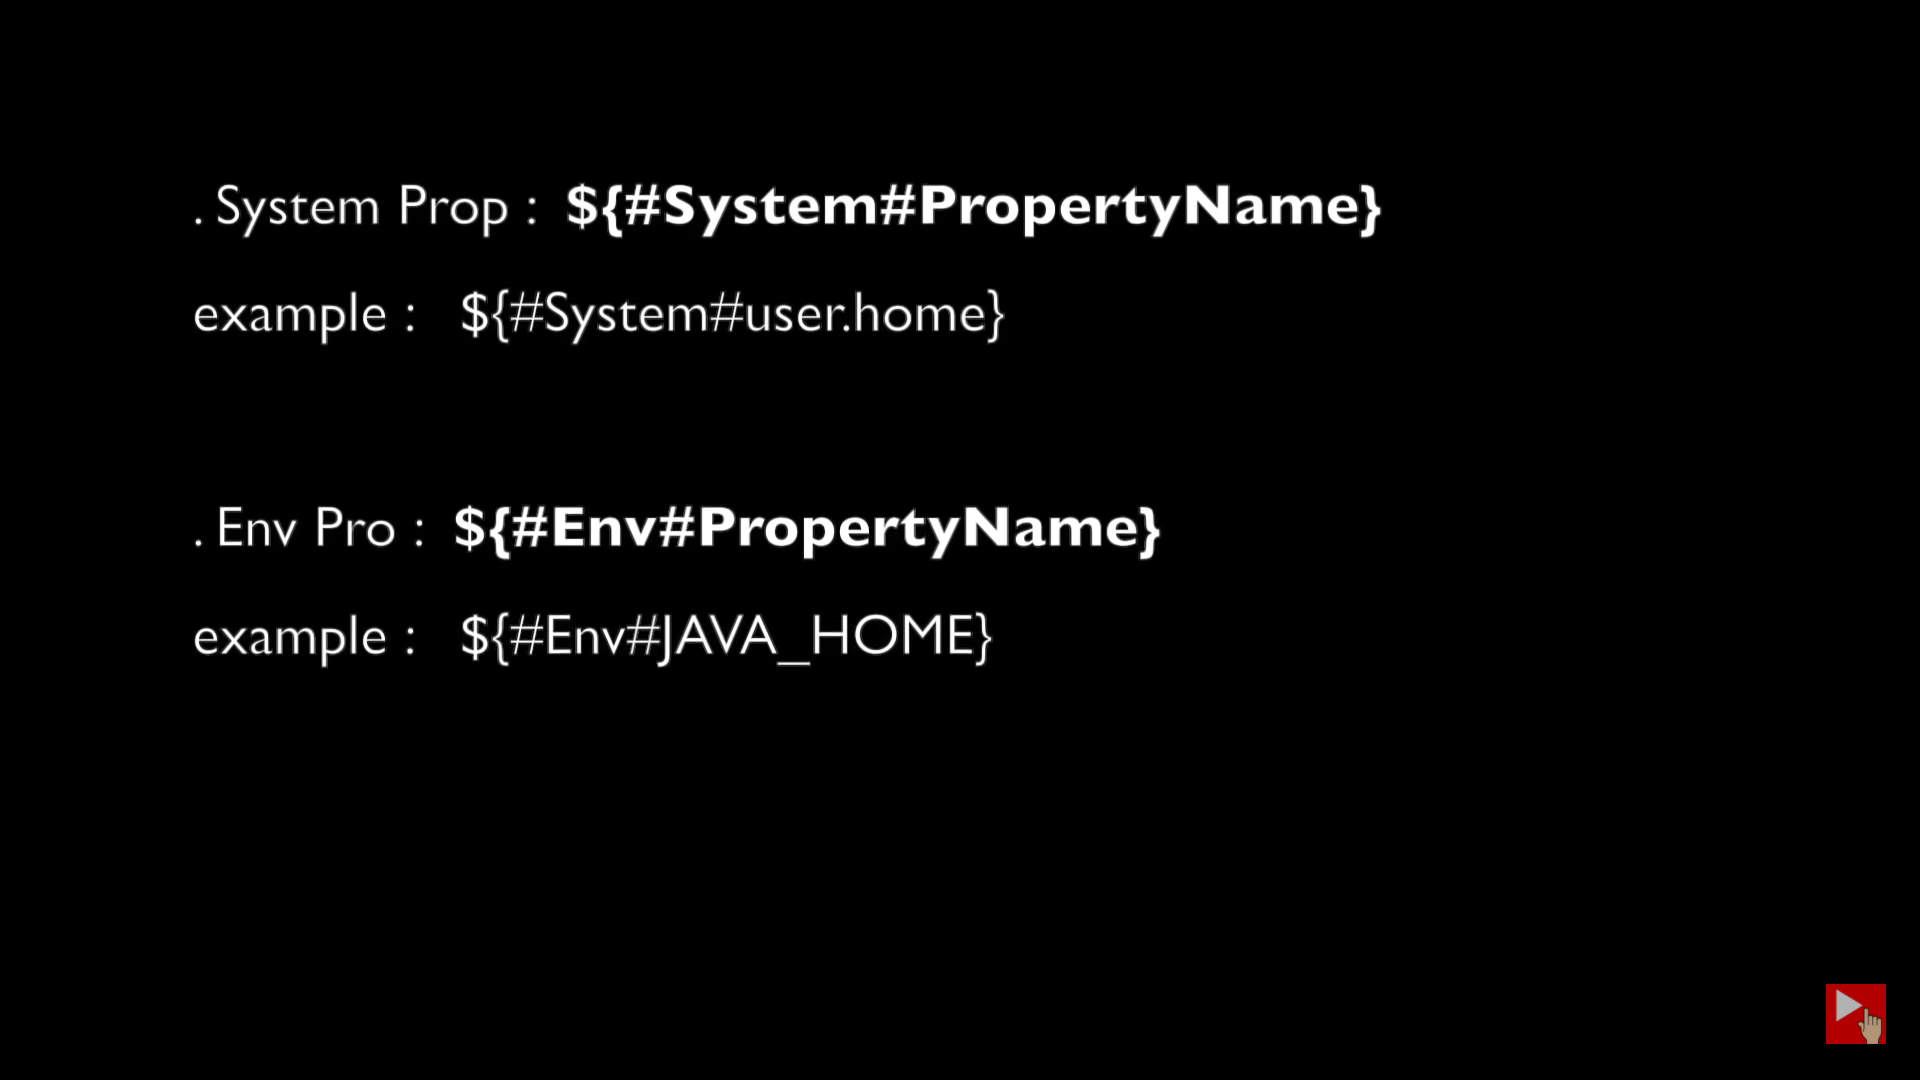 . System Prop :  ${#System#PropertyName}
example :   ${#System#user.home}
. Env Pro :  ${#Env#PropertyName}
example :   ${#Env#JAVA_HOME}